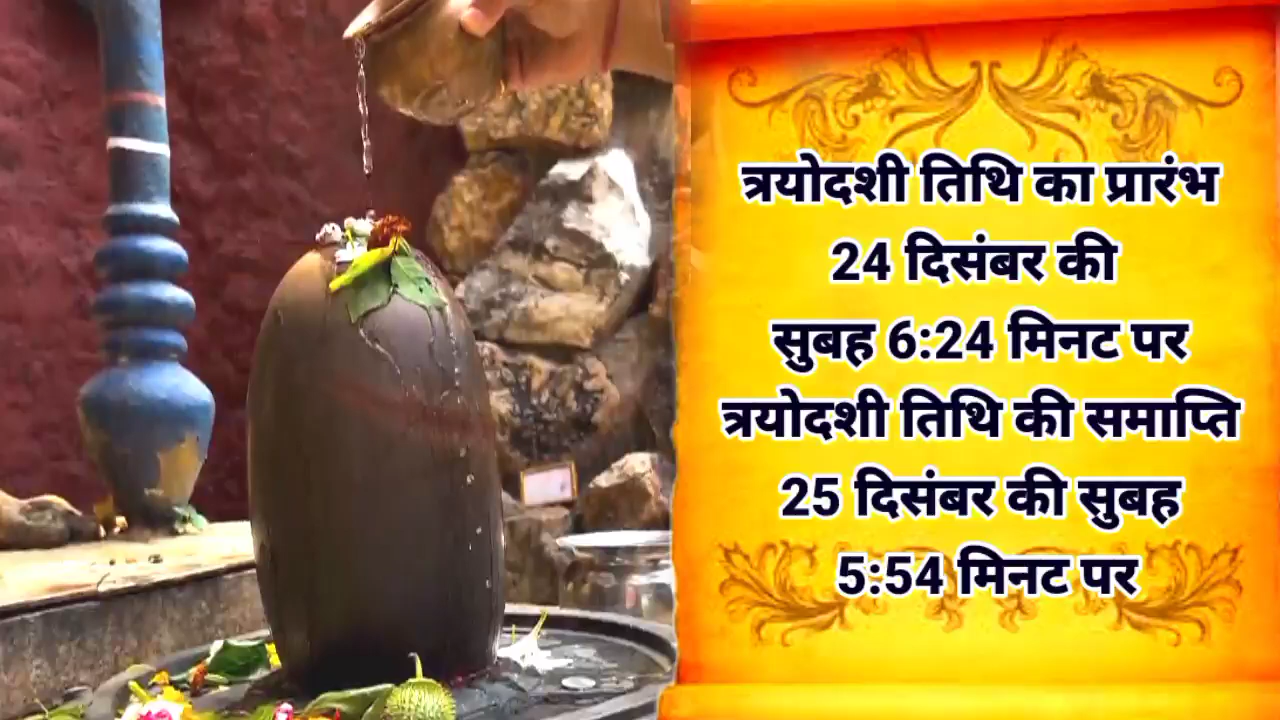 त्रयोदशी तिथि का प्रारंभ
24 दिसंबर की
सुबह 6:24 मिनट पर
त्रयोदशी तिथि की समाप्ति
25 दिसंबर की सुबह
5:54 मिनट पर